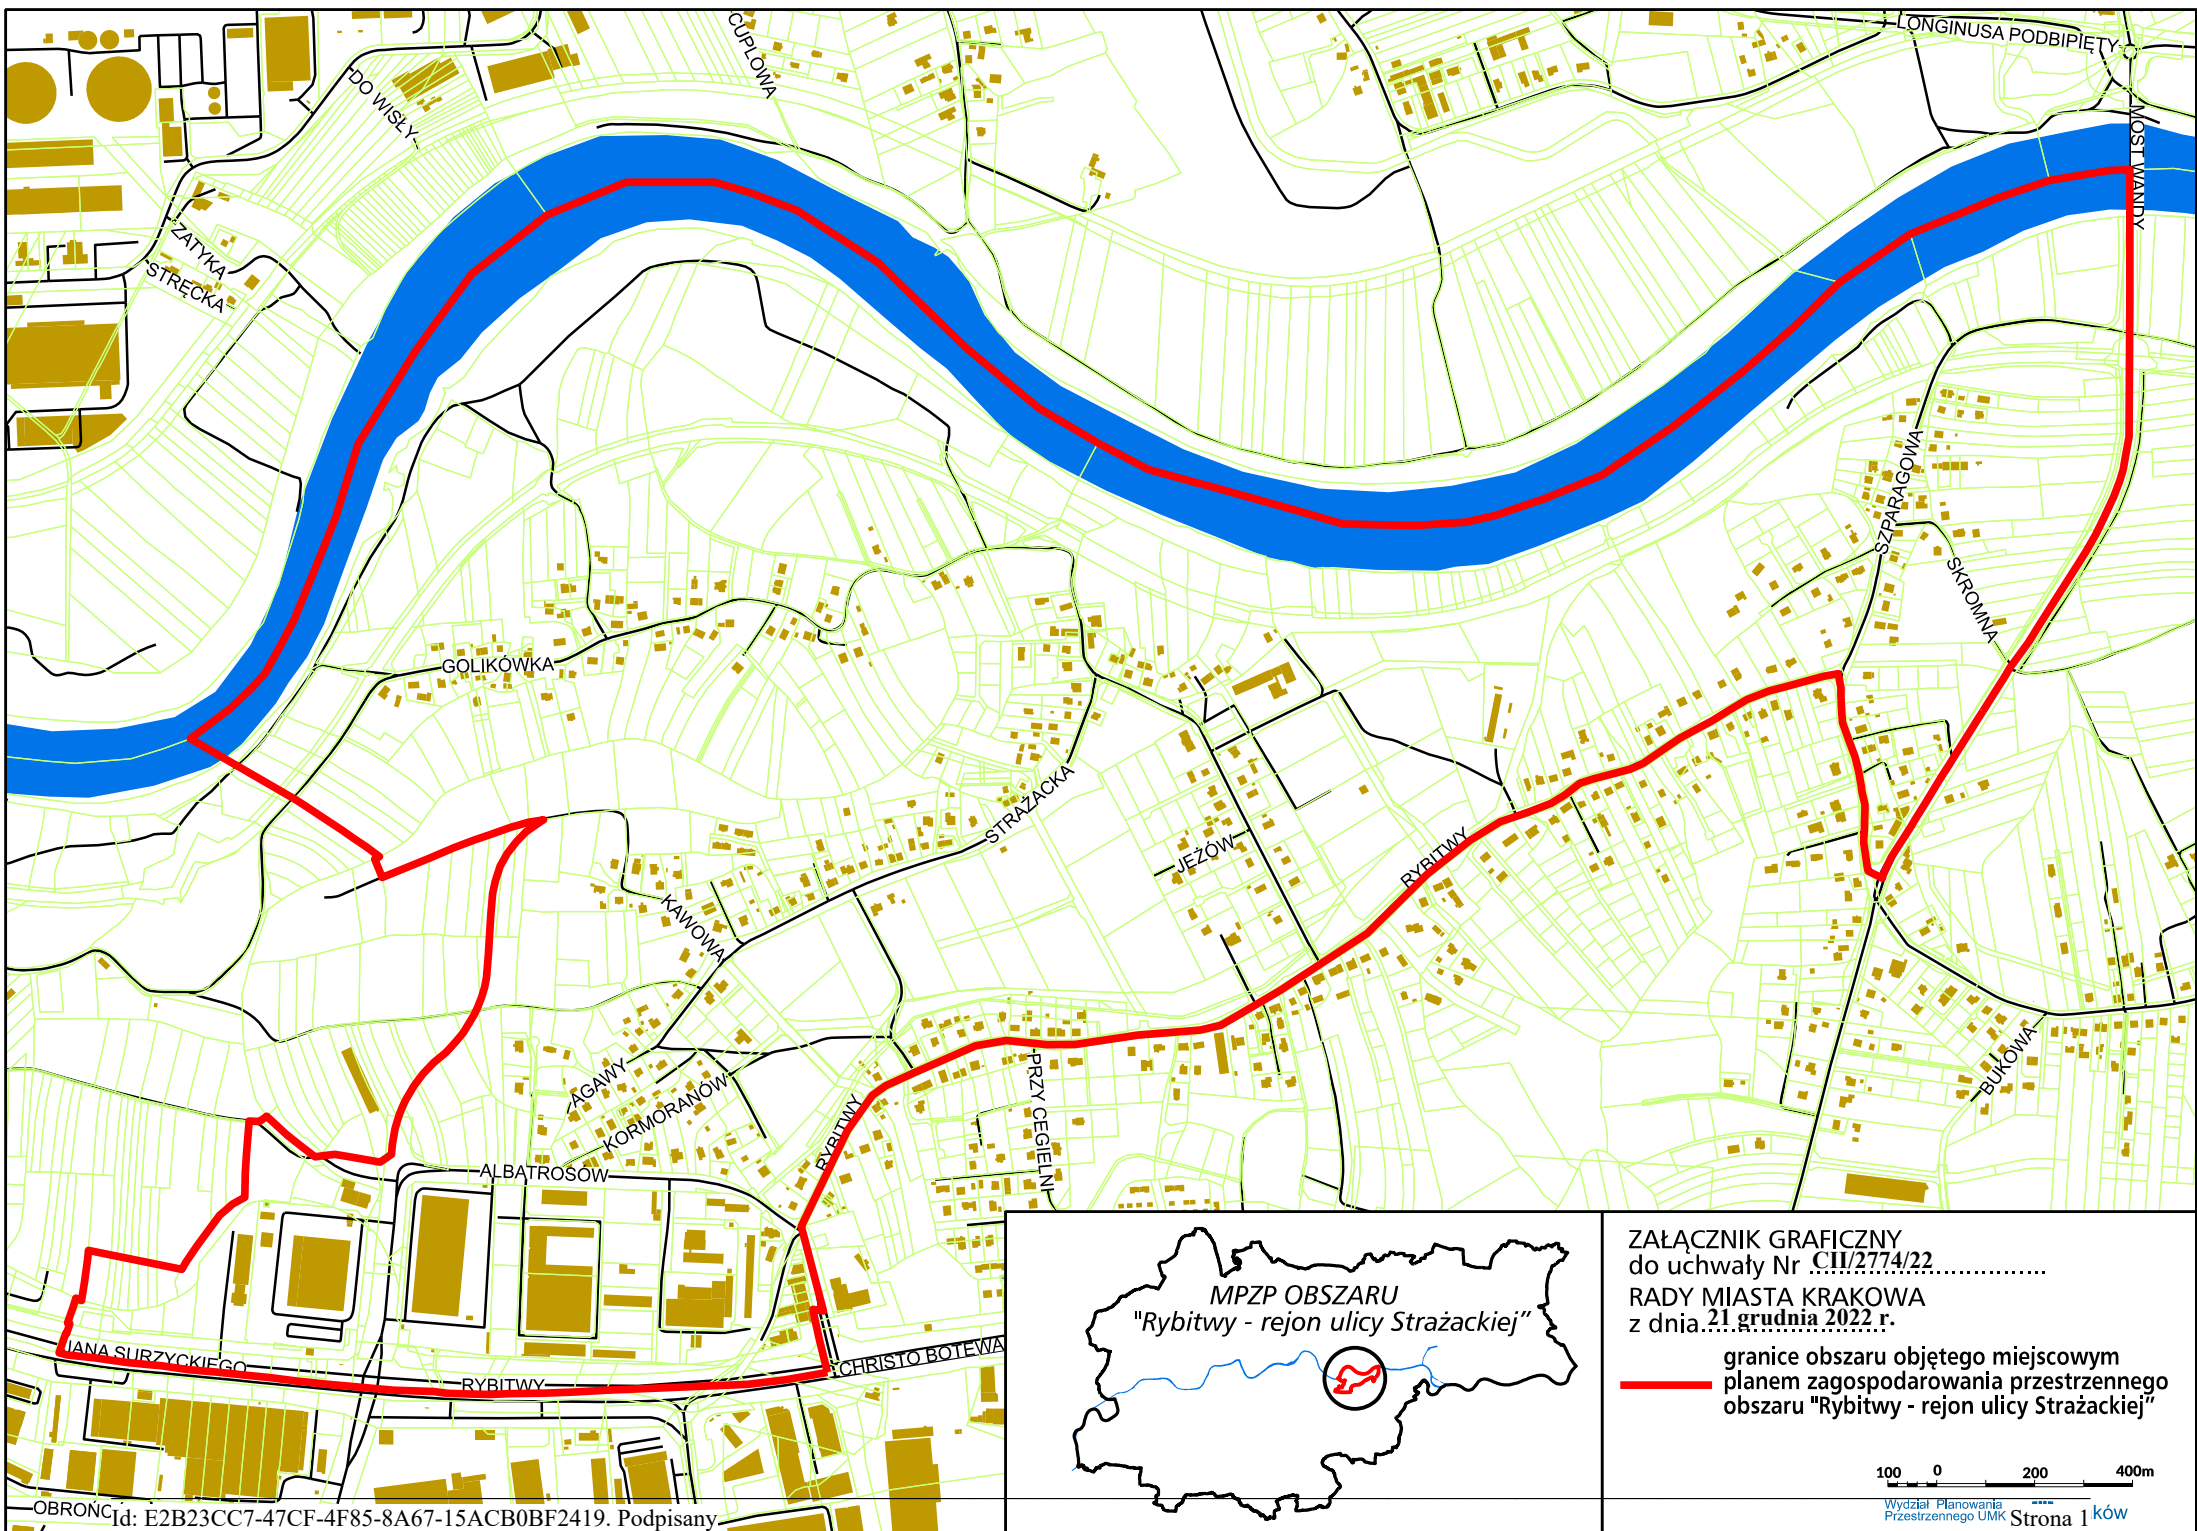 LONGINUSA PODBIPIĘTY
CUPLOWA
DO WISŁY
MOST WANDY
ZATYKA
STRĘCKA
SZPARAGOWA
SKROMNA
GOLIKÓWKA
STRAŻACKA
JEŻÓW
RYBITWY
KAWOWA
AGAWY
KORMORANÓW
RYBITWY
PRZY CEGIELNI
BUKOWA
ALBATROSÓW
JANA SURZYCKIEGO
RYBITWY
CHRISTO BOTEWA
OBROŃC
MPZP OBSZARU
"Rybitwy - rejon ulicy Strażackiej"
ZAŁĄCZNIK GRAFICZNY
do uchwały Nr CII/2774/22
RADY MIASTA KRAKOWA
z dnia 21 grudnia 2022 r.
granice obszaru objętego miejscowym
planem zagospodarowania przestrzennego
obszaru "Rybitwy - rejon ulicy Strażackiej"
100 0 200 400m
Wydział Planowania
Przestrzennego UMK
ków
Id: E2B23CC7-47CF-4F85-8A67-15ACB0BF2419. Podpisany
Strona 1